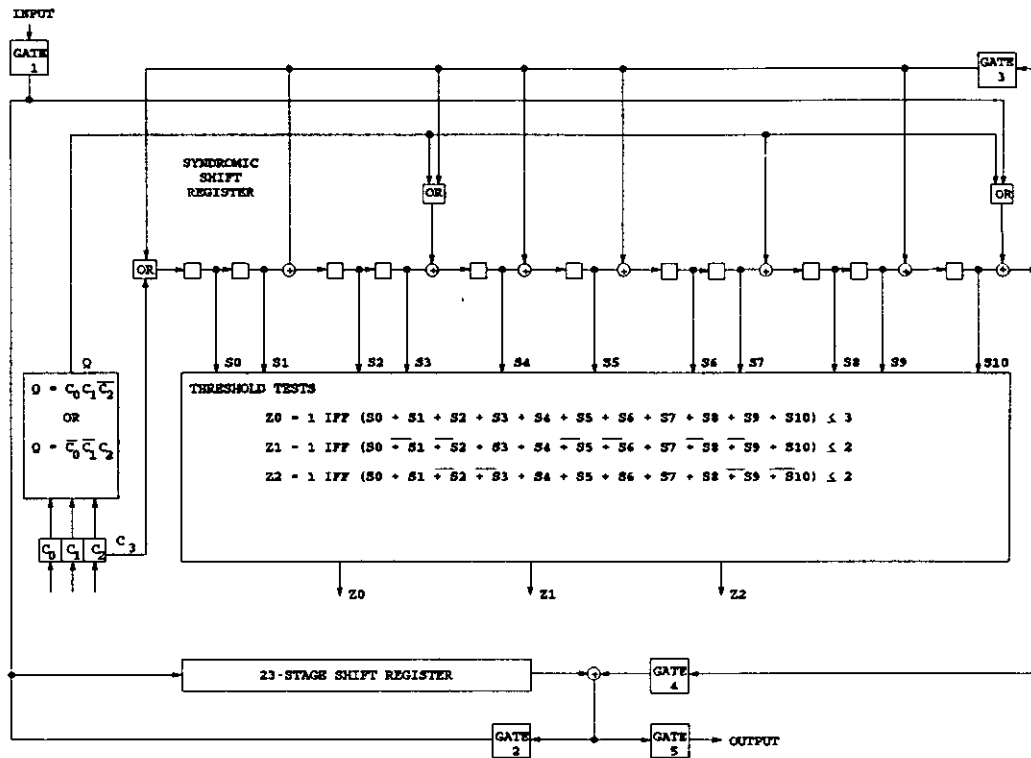 INPUT
GATE
1
GATE
3
SYNDROMIC
SHIFT
REGISTER
OR
OR
OR
Q
S0 S1 S2 S3 S4 S5 S6 S7 S8 S9 S10
Q = C₀ C₁ C̅₂
OR
Q = C̅₀ C̅₁ C₂
THRESHOLD TESTS
Z0 = 1 IFF (S0 + S1 + S2 + S3 + S4 + S5 + S6 + S7 + S8 + S9 + S10) ≤ 3
Z1 = 1 IFF (S0 + S̅1 + S̅2 + S3 + S4 + S̅5 + S̅6 + S7 + S̅8 + S̅9 + S10) ≤ 2
Z2 = 1 IFF (S0 + S1 + S̅2 + S̅3 + S4 + S5 + S6 + S7 + S8 + S̅9 + S̅10) ≤ 2
C₀ C₁ C₂ C₃
Z0 Z1 Z2
23-STAGE SHIFT REGISTER
GATE
4
GATE
2
GATE
5
OUTPUT